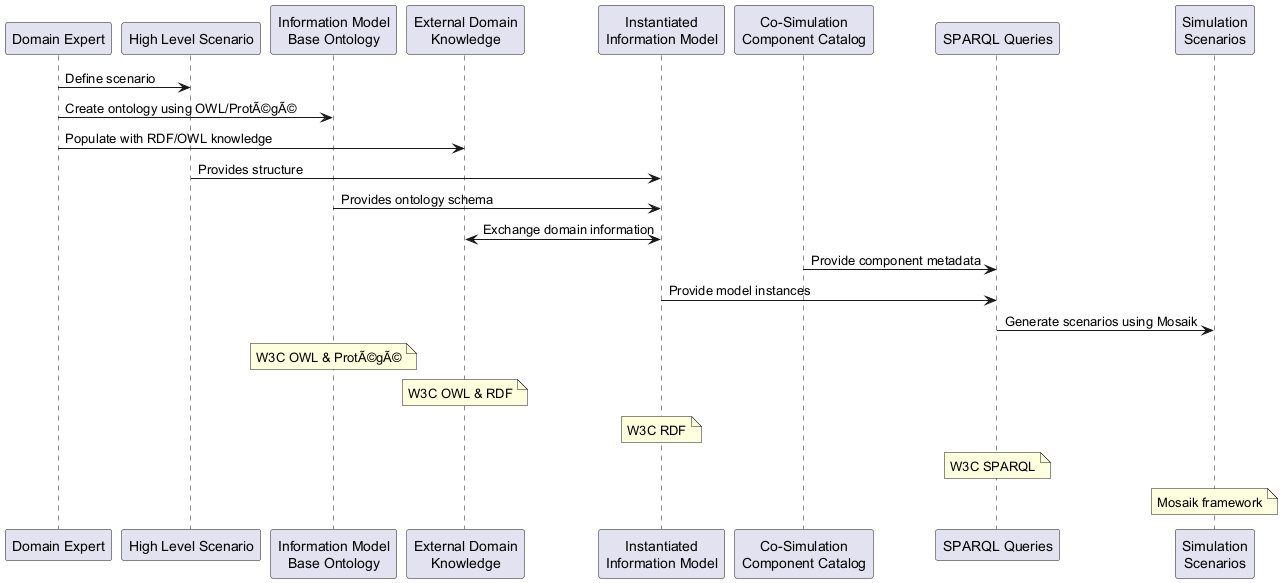 Domain Expert
High Level Scenario
Information Model
Base Ontology
External Domain
Knowledge
Instantiated
Information Model
Co-Simulation
Component Catalog
SPARQL Queries
Simulation
Scenarios
Define scenario
Create ontology using OWL/ProtÃ©gÃ©
Populate with RDF/OWL knowledge
Provides structure
Provides ontology schema
Exchange domain information
Provide component metadata
Provide model instances
Generate scenarios using Mosaik
W3C OWL & ProtÃ©gÃ©
W3C OWL & RDF
W3C RDF
W3C SPARQL
Mosaik framework
Domain Expert
High Level Scenario
Information Model
Base Ontology
External Domain
Knowledge
Instantiated
Information Model
Co-Simulation
Component Catalog
SPARQL Queries
Simulation
Scenarios